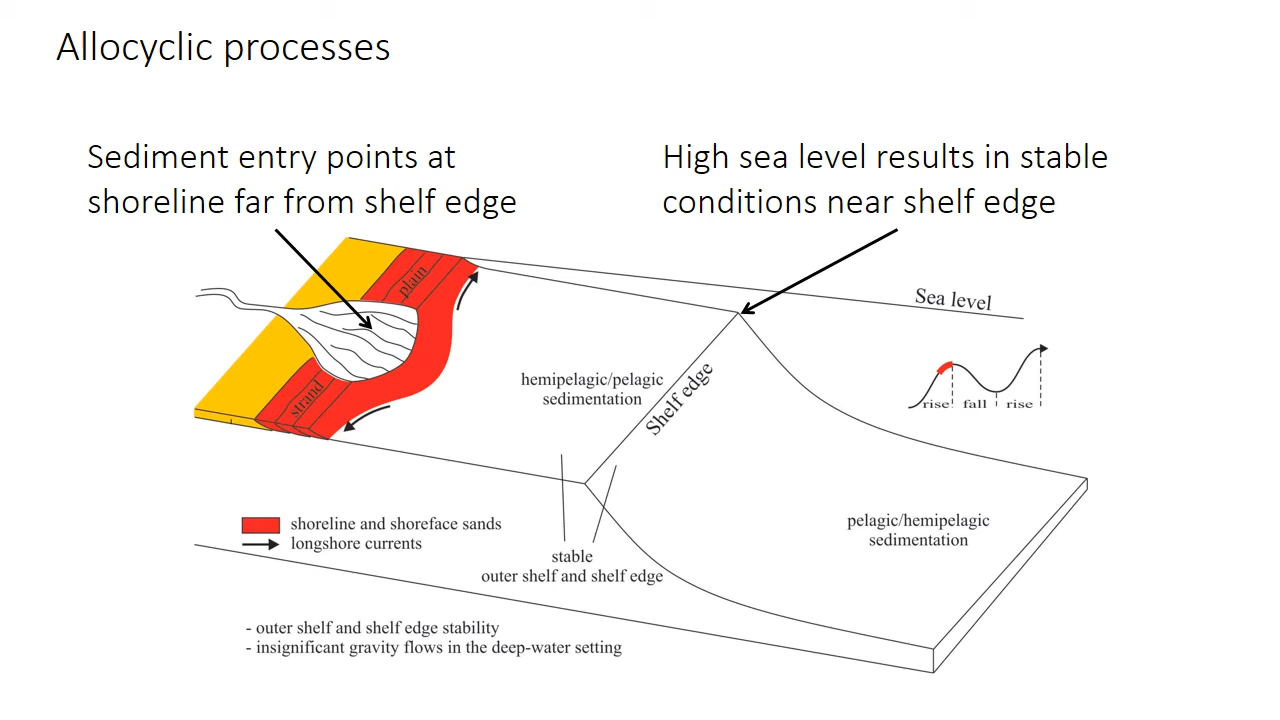 Allocyclic processes
Sediment entry points at
shoreline far from shelf edge
High sea level results in stable
conditions near shelf edge
plain
Sea level
strand
hemipelagic/pelagic
sedimentation
Shelf edge
rise fall rise
shoreline and shoreface sands
longshore currents
stable
outer shelf and shelf edge
pelagic/hemipelagic
sedimentation
- outer shelf and shelf edge stability
- insignificant gravity flows in the deep-water setting